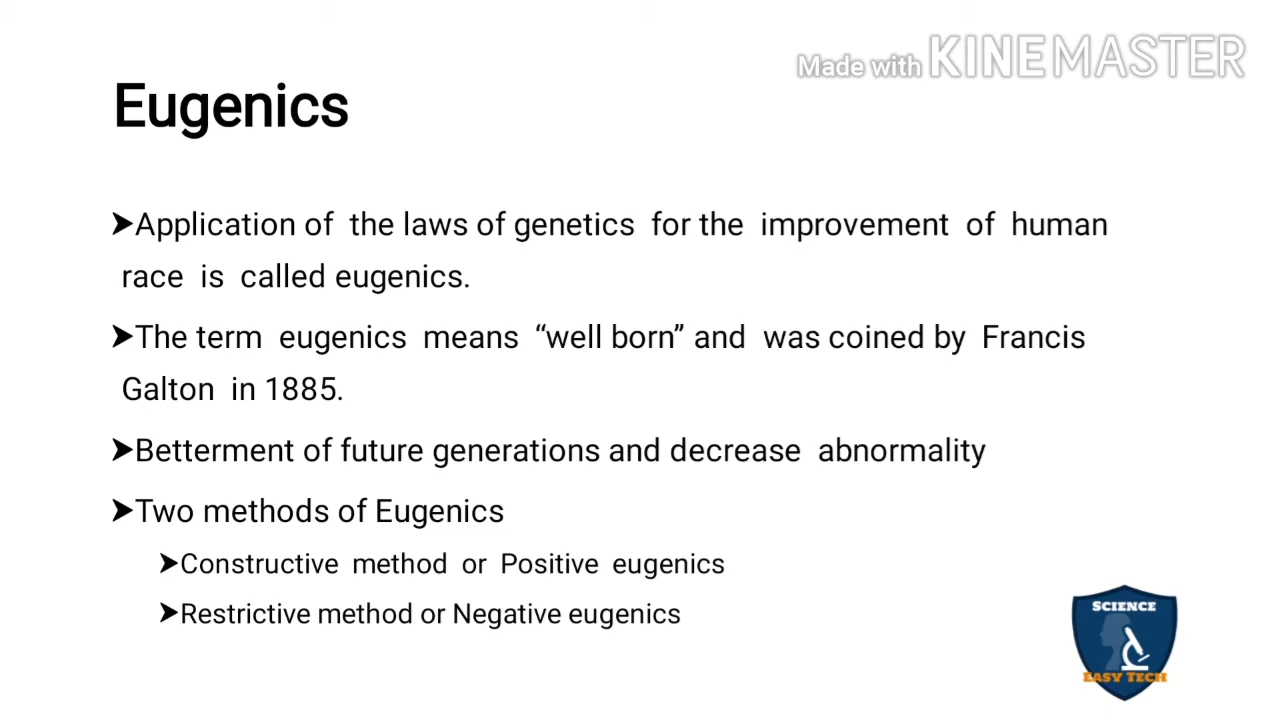 Made with KINEMASTER
Eugenics
➤Application of the laws of genetics for the improvement of human
race is called eugenics.
➤The term eugenics means “well born” and was coined by Francis
Galton in 1885.
➤Betterment of future generations and decrease abnormality
➤Two methods of Eugenics
➤Constructive method or Positive eugenics
➤Restrictive method or Negative eugenics
SCIENCE
EASY TECH